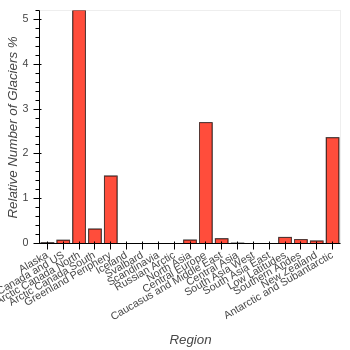 Relative Number of Glaciers %
5
4
3
2
1
0
Alaska
Canada and US
Arctic Canada North
Arctic Canada South
Greenland Periphery
Iceland
Svalbard
Scandinavia
Russian Arctic
North Asia
Central Europe
Caucasus and Middle East
Central Asia
South Asia West
South Asia East
Low Latitudes
Southern Andes
New Zealand
Antarctic and Subantarctic
Region